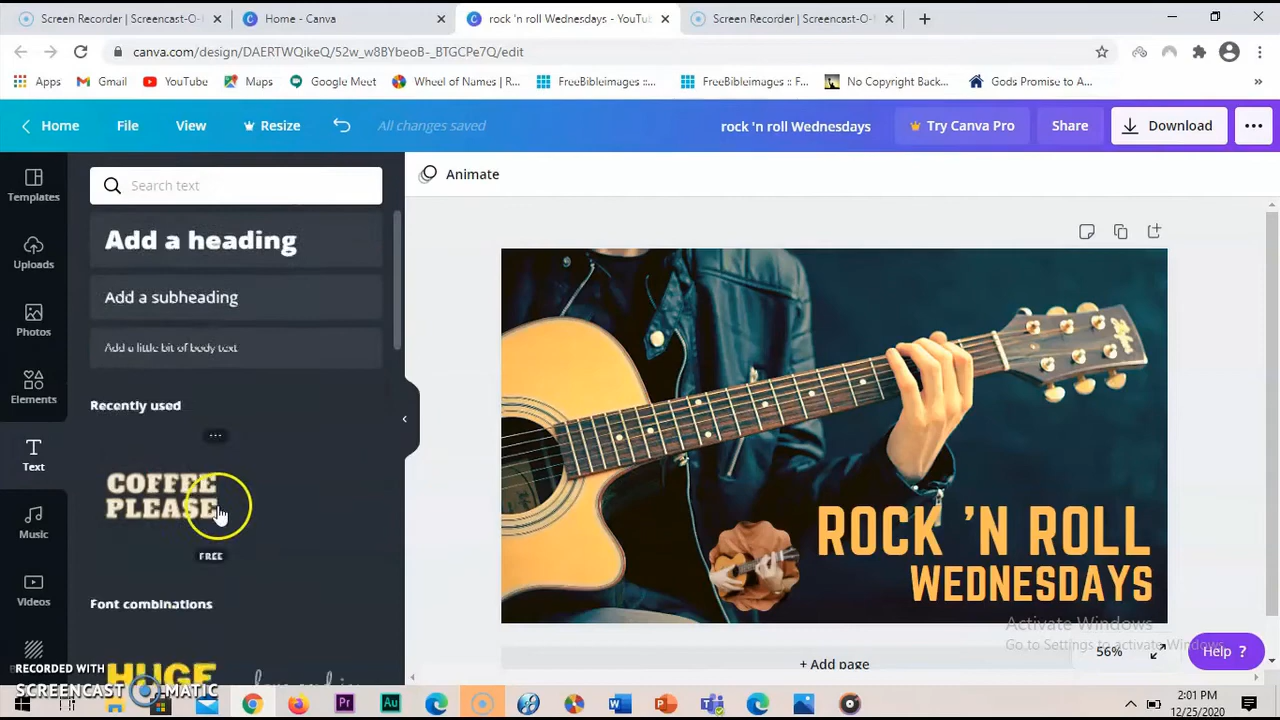 Screen Recorder | Screencast-O-
Home - Canva
rock 'n roll Wednesdays - YouTu
Screen Recorder | Screencast-O-M
canva.com/design/DAERTWQikeQ/52w_w8BYbeoB-_BTGCPe7Q/edit
Apps
Gmail
YouTube
Maps
Google Meet
Wheel of Names | R...
FreeBibleimages ::...
FreeBibleimages :: F...
No Copyright Back...
Gods Promise to A...
Home
File
View
Resize
All changes saved
rock 'n roll Wednesdays
Try Canva Pro
Share
Download
Templates
Uploads
Photos
Elements
Text
Music
Videos
Search text
Add a heading
Add a subheading
Add a little bit of body text
Recently used
COFFEE
PLEASE
FREE
Font combinations
HUGE
Animate
ROCK 'N ROLL
WEDNESDAYS
Activate Windows
Go to Settings to activate Windows.
+ Add page
56%
Help ?
RECORDED WITH
SCREENCAST MATIC
2:01 PM
12/25/2020